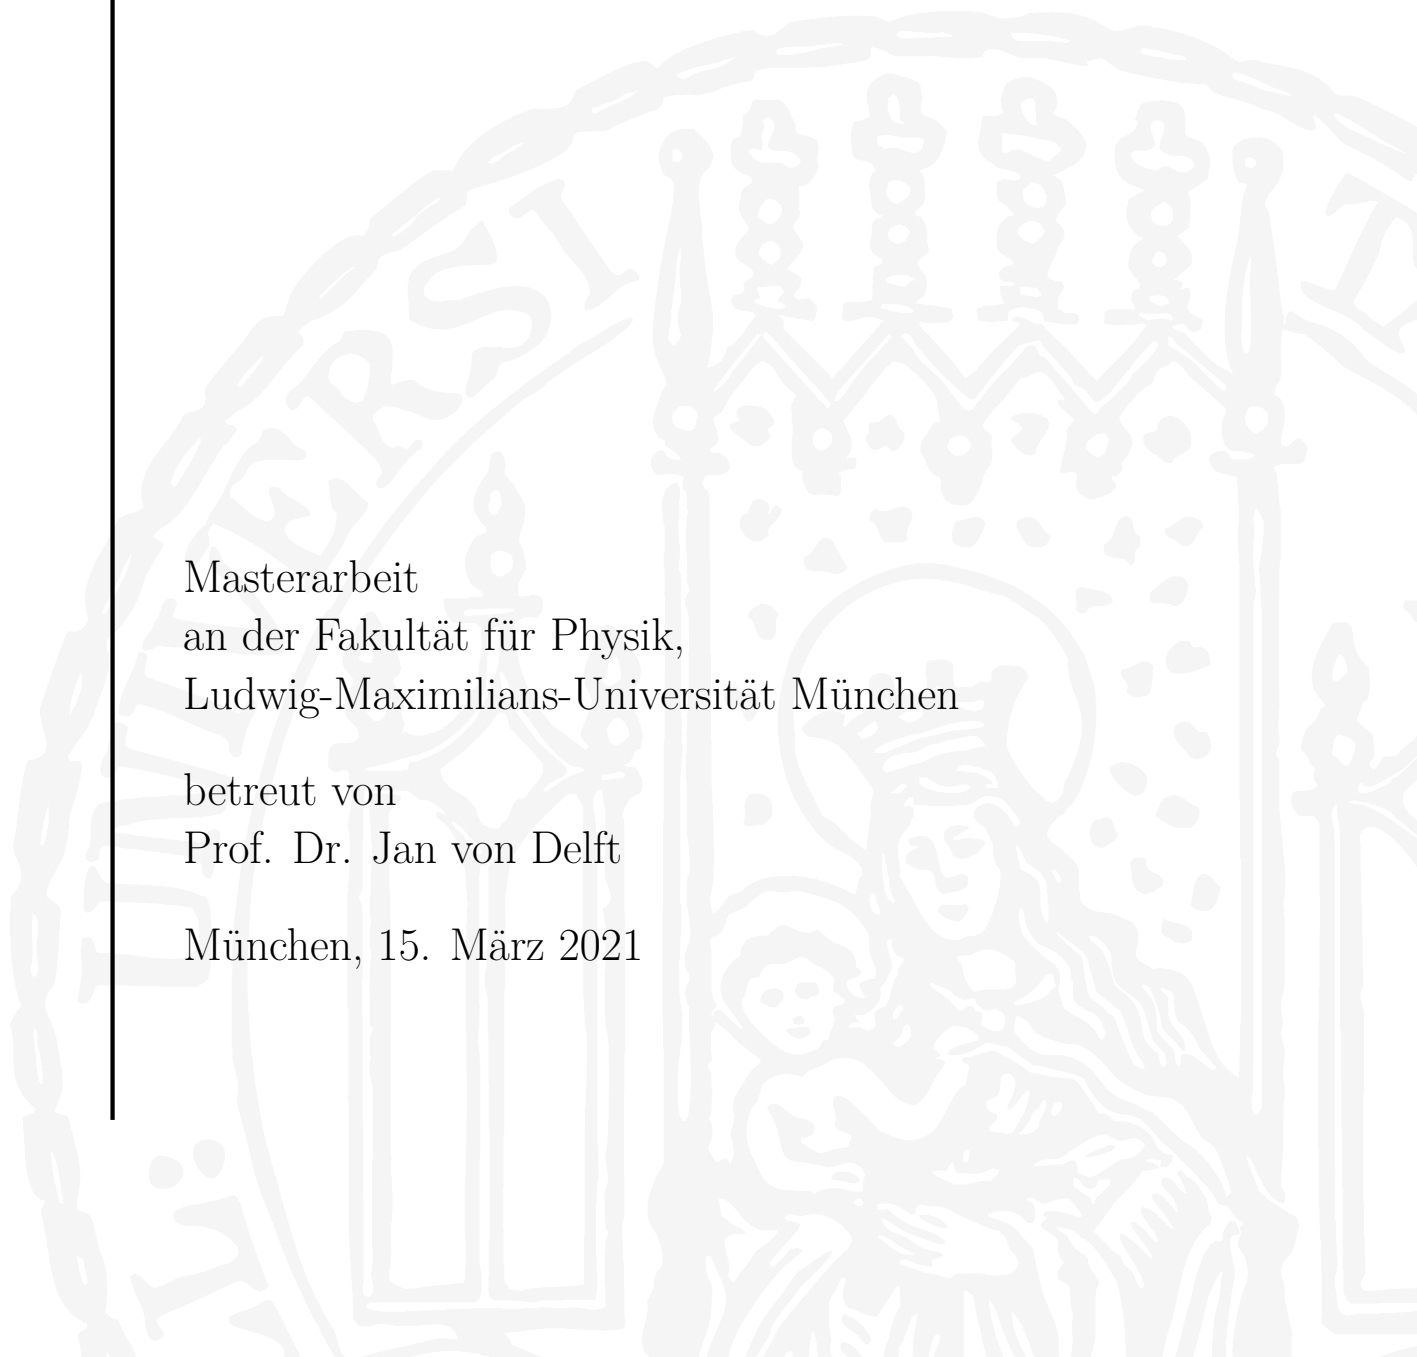 Masterarbeit
an der Fakultät für Physik,
Ludwig-Maximilians-Universität München
betreut von
Prof. Dr. Jan von Delft
München, 15. März 2021